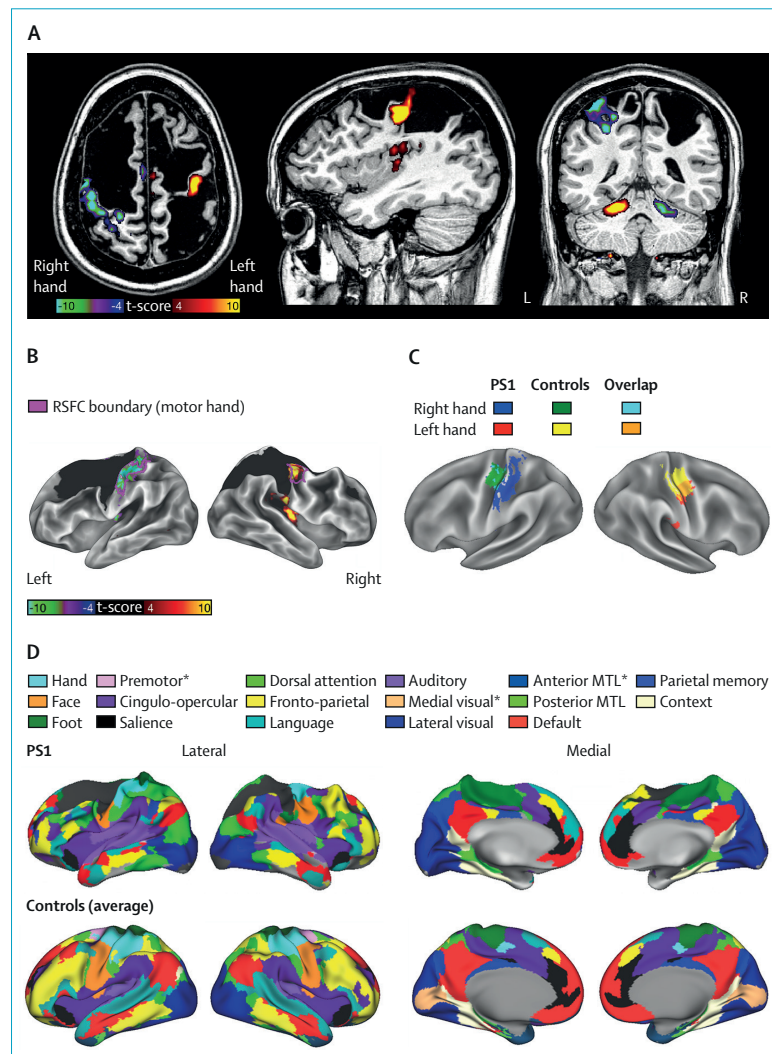 A
Right
hand
Left
hand
-10 -4 t-score 4 10
L R
B
RSFC boundary (motor hand)
Left Right
-10 -4 t-score 4 10
C
PS1 Controls Overlap
Right hand
Left hand
D
Hand Premotor* Dorsal attention Auditory Anterior MTL* Parietal memory
Face Cingulo-opercular Fronto-parietal Medial visual* Posterior MTL Context
Foot Salience Language Lateral visual Default
PS1 Lateral Medial
Controls (average)